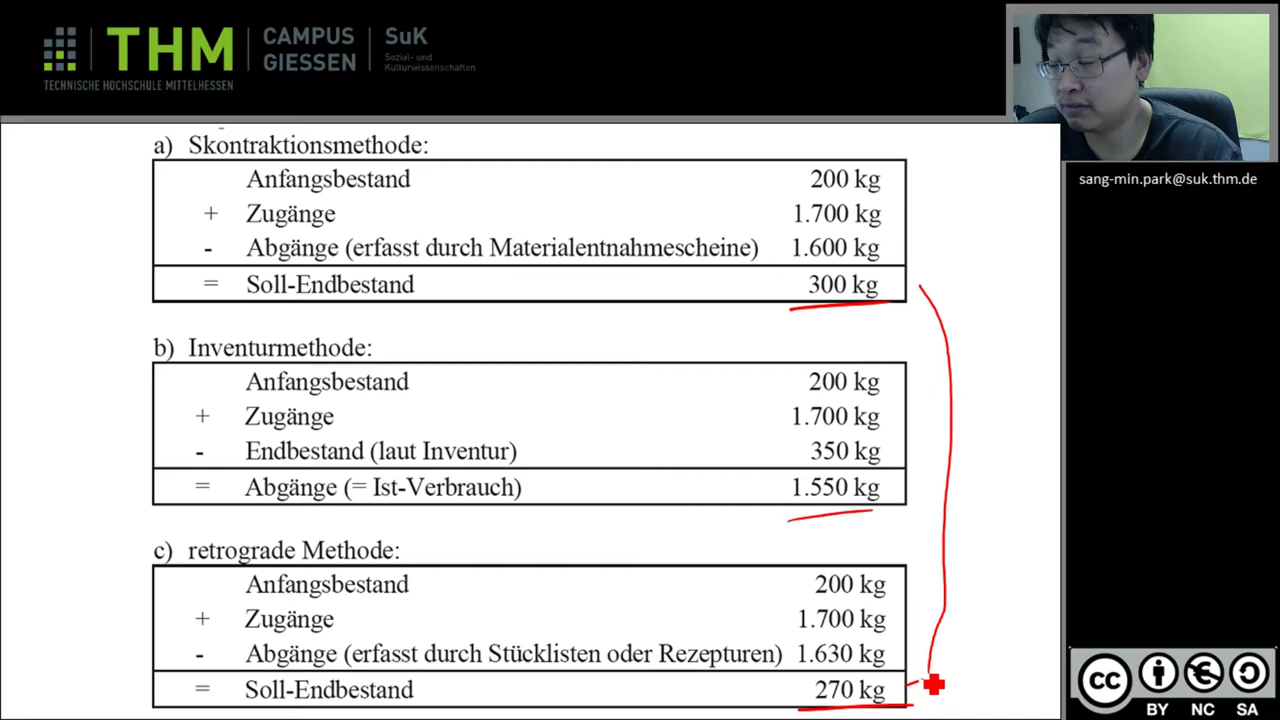 THM
TECHNISCHE HOCHSCHULE MITTELHESSEN
CAMPUS
GIESSEN
SuK
Sozial- und
Kulturwissenschaften
sang-min.park@suk.thm.de
a) Skontraktionsmethode:
Anfangsbestand 200 kg
+ Zugänge 1.700 kg
- Abgänge (erfasst durch Materialentnahmescheine) 1.600 kg
= Soll-Endbestand 300 kg
b) Inventurmethode:
Anfangsbestand 200 kg
+ Zugänge 1.700 kg
- Endbestand (laut Inventur) 350 kg
= Abgänge (= Ist-Verbrauch) 1.550 kg
c) retrograde Methode:
Anfangsbestand 200 kg
+ Zugänge 1.700 kg
- Abgänge (erfasst durch Stücklisten oder Rezepturen) 1.630 kg
= Soll-Endbestand 270 kg
cc
BY NC SA